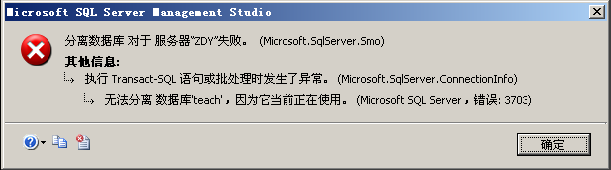 Microsoft SQL Server Management Studio
分离数据库 对于 服务器“ZDY”失败。 (Micrcsoft.SqlServer.Smo)
其他信息:
执行 Transact-SQL 语句或批处理时发生了异常。 (Microsoft.SqlServer.ConnectionInfo)
无法分离 数据库'teach'，因为它当前正在使用。 (Microsoft SQL Server，错误: 3703)
确定